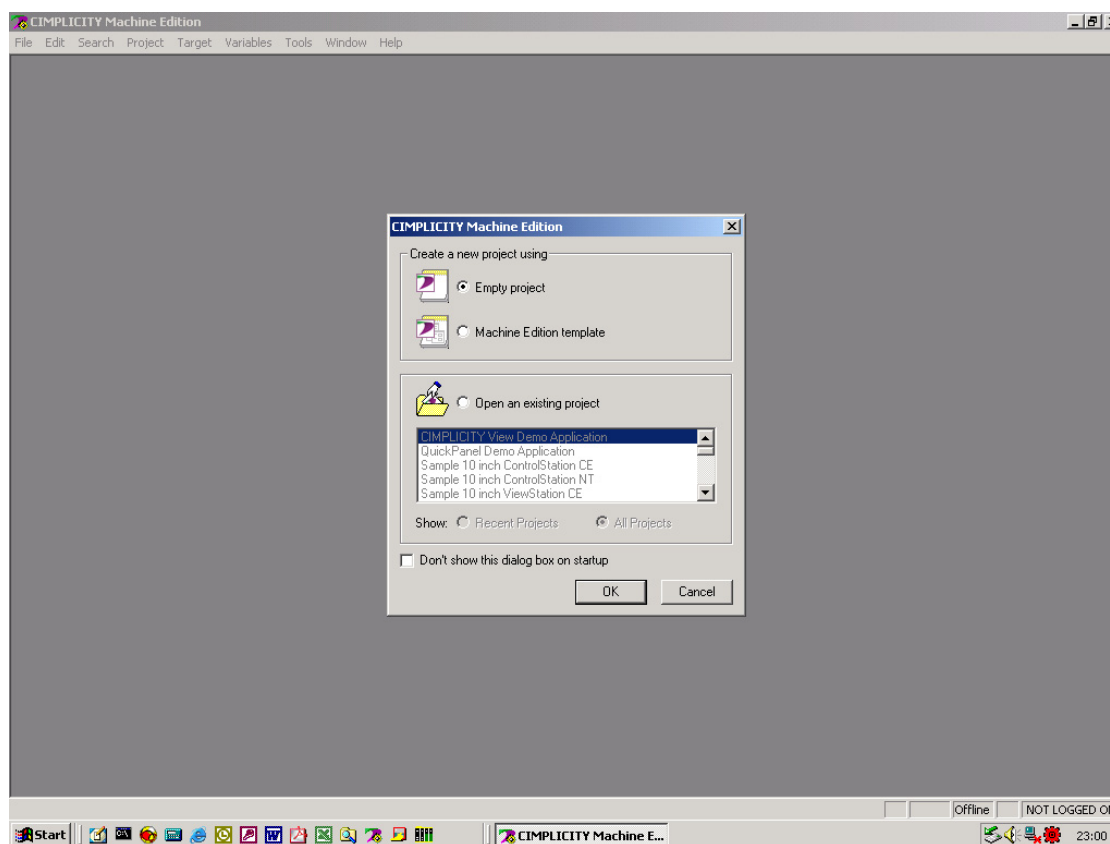 CIMPLICITY Machine Edition
File Edit Search Project Target Variables Tools Window Help
CIMPLICITY Machine Edition
Create a new project using
Empty project
Machine Edition template
Open an existing project
CIMPLICITY View Demo Application
QuickPanel Demo Application
Sample 10 inch ControlStation CE
Sample 10 inch ControlStation NT
Sample 10 inch ViewStation CE
Show: Recent Projects All Projects
Don't show this dialog box on startup
OK Cancel
Offline NOT LOGGED ON
Start CIMPLICITY Machine E... 23:00